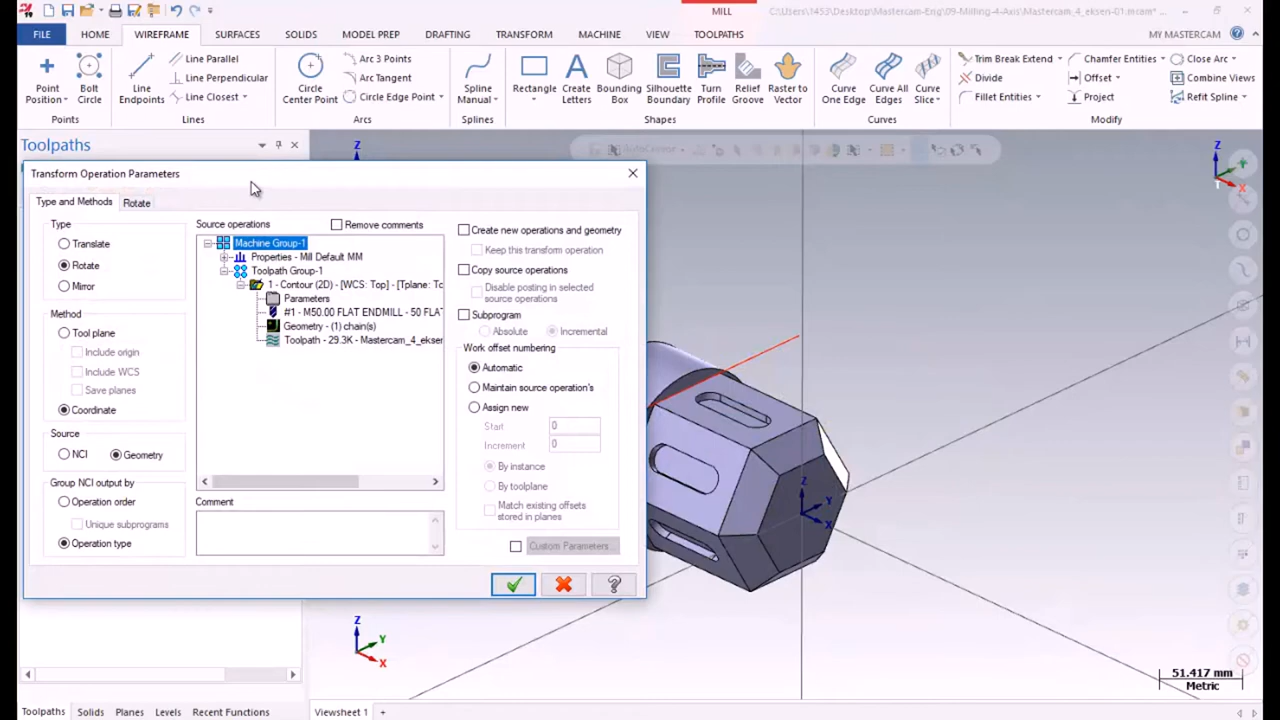 MILL
C:\Users\1453\Desktop\Mastercam-Eng\09-Milling-4-Axis\Mastercam_4_eksen-01.mcam*
FILE HOME WIREFRAME SURFACES SOLIDS MODEL PREP DRAFTING TRANSFORM MACHINE VIEW TOOLPATHS MY MASTERCAM
Point Position
Bolt Circle
Points
Line Endpoints
Line Parallel
Line Perpendicular
Line Closest
Lines
Circle Center Point
Arc 3 Points
Arc Tangent
Circle Edge Point
Arcs
Spline Manual
Splines
Rectangle
Create Letters
Bounding Box
Silhouette Boundary
Turn Profile
Relief Groove
Raster to Vector
Shapes
Curve One Edge
Curve All Edges
Curve Slice
Curves
Trim Break Extend
Divide
Fillet Entities
Chamfer Entities
Offset
Project
Close Arc
Combine Views
Refit Spline
Modify
Toolpaths
AutoCursor
Transform Operation Parameters
Type and Methods Rotate
Type
Translate
Rotate
Mirror
Method
Tool plane
Include origin
Include WCS
Save planes
Coordinate
Source
NCI Geometry
Group NCI output by
Operation order
Unique subprograms
Operation type
Source operations Remove comments
Machine Group-1
Properties - Mill Default MM
Toolpath Group-1
1 - Contour (2D) - [WCS: Top] - [Tplane: Tc
Parameters
#1 - M50.00 FLAT ENDMILL - 50 FLA
Geometry - (1) chain(s)
Toolpath - 29.3K - Mastercam_4_eksen
Comment
Create new operations and geometry
Keep this transform operation
Copy source operations
Disable posting in selected source operations
Subprogram
Absolute Incremental
Work offset numbering
Automatic
Maintain source operation's
Assign new
Start 0
Increment 0
By instance
By toolplane
Match existing offsets stored in planes
Custom Parameters...
Z
Z
X
Z
Y
X
Z
Y
X
51.417 mm
Metric
Toolpaths Solids Planes Levels Recent Functions Viewsheet 1 +